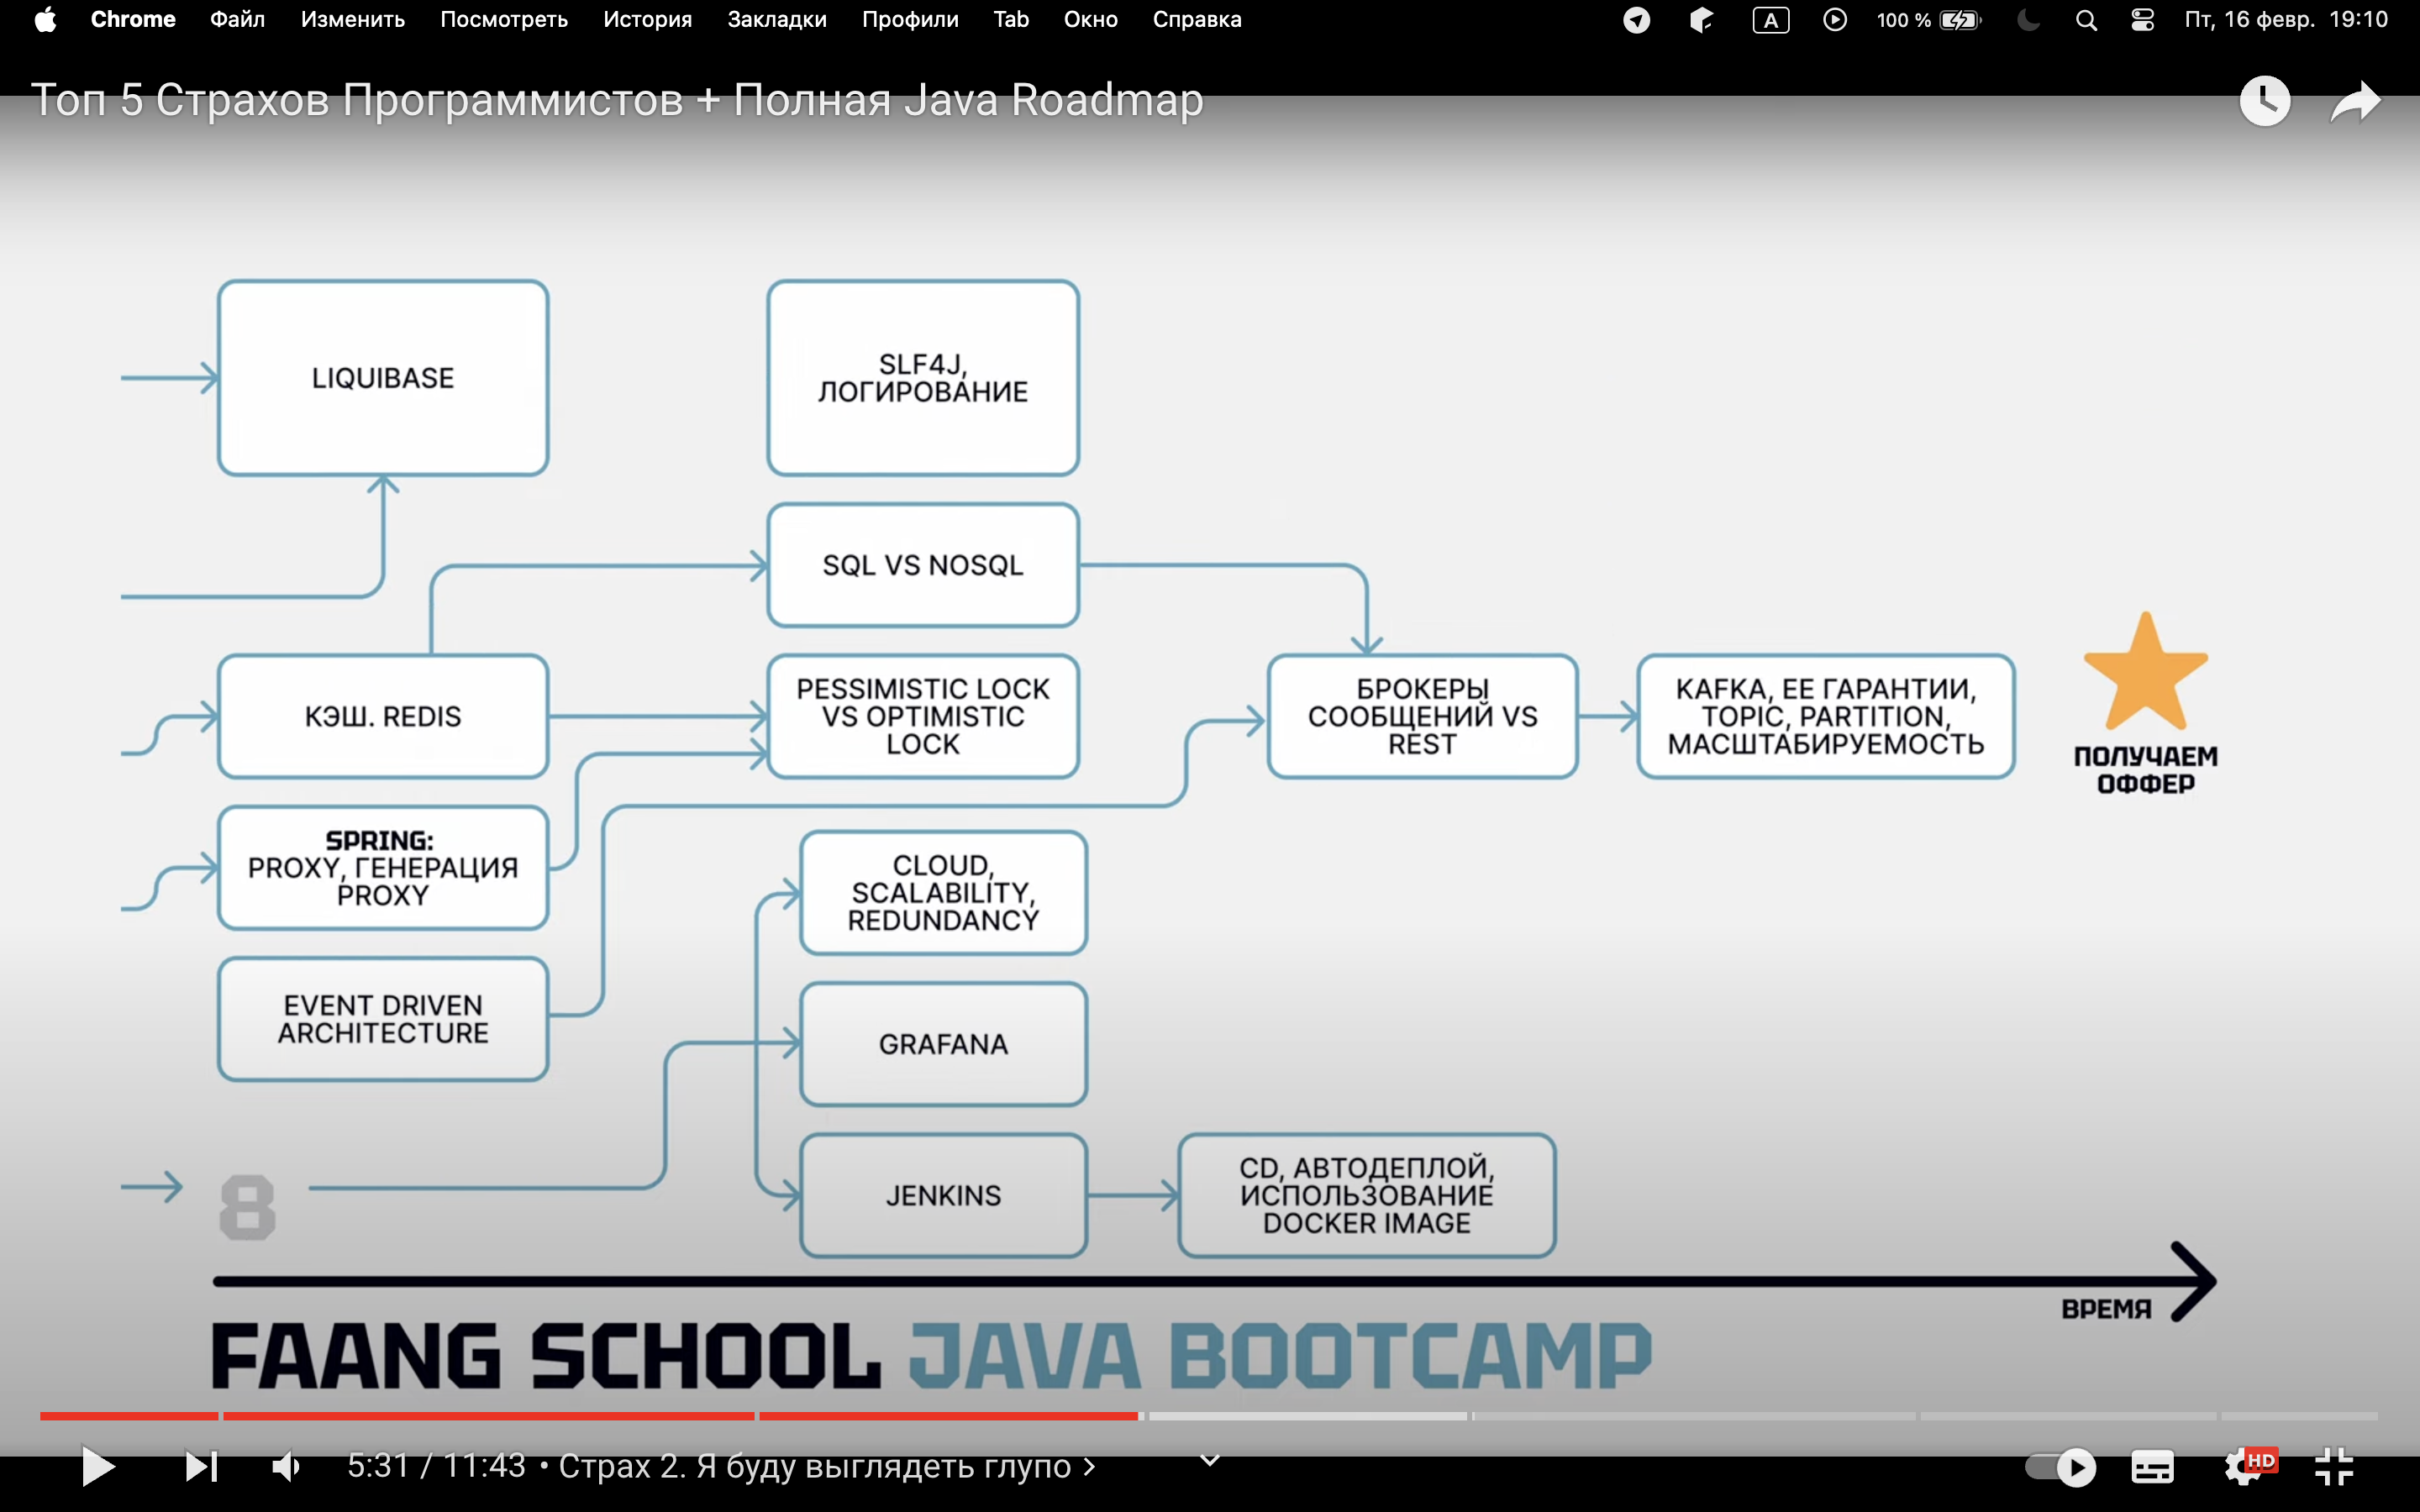 Chrome Файл Изменить Посмотреть История Закладки Профили Tab Окно Справка A 100 % Пт, 16 февр. 19:10
Топ 5 Страхов Программистов + Полная Java Roadmap
LIQUIBASE
SLF4J,
ЛОГИРОВАНИЕ
SQL VS NOSQL
КЭШ. REDIS
PESSIMISTIC LOCK
VS OPTIMISTIC
LOCK
БРОКЕРЫ
СООБЩЕНИЙ VS
REST
KAFKA, ЕЕ ГАРАНТИИ,
TOPIC, PARTITION,
МАСШТАБИРУЕМОСТЬ
ПОЛУЧАЕМ
ОФФЕР
SPRING:
PROXY, ГЕНЕРАЦИЯ
PROXY
CLOUD,
SCALABILITY,
REDUNDANCY
EVENT DRIVEN
ARCHITECTURE
GRAFANA
8
JENKINS
CD, АВТОДЕПЛОЙ,
ИСПОЛЬЗОВАНИЕ
DOCKER IMAGE
ВРЕМЯ
FAANG SCHOOL JAVA BOOTCAMP
5:31 / 11:43 • Страх 2. Я буду выглядеть глупо
HD